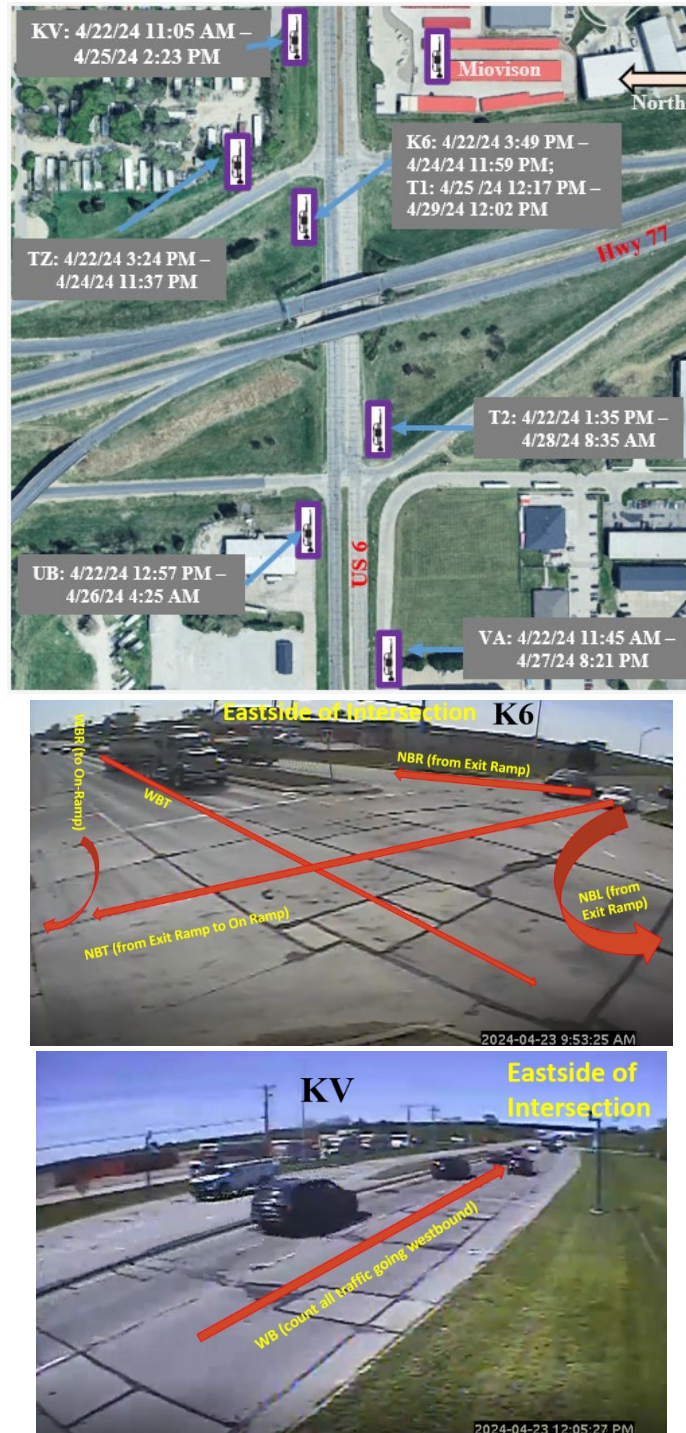 KV: 4/22/24 11:05 AM –
4/25/24 2:23 PM
Miovison
North
K6: 4/22/24 3:49 PM –
4/24/24 11:59 PM;
T1: 4/25 /24 12:17 PM –
4/29/24 12:02 PM
TZ: 4/22/24 3:24 PM –
4/24/24 11:37 PM
Hwy 77
T2: 4/22/24 1:35 PM –
4/28/24 8:35 AM
UB: 4/22/24 12:57 PM –
4/26/24 4:25 AM
US 6
VA: 4/22/24 11:45 AM –
4/27/24 8:21 PM
Eastside of Intersection
K6
WBR (to On-Ramp)
WBT
NBR (from Exit Ramp)
NBL (from
Exit Ramp)
NBT (from Exit Ramp to On Ramp)
2024-04-23 9:53:25 AM
KV
Eastside of
Intersection
WB (count all traffic going westbound)
2024-04-23 12:05:27 PM